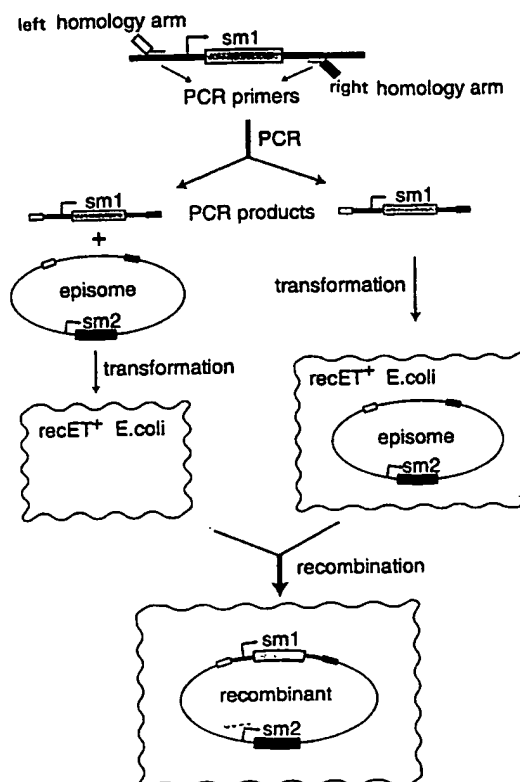 left homology arm
sm1
PCR primers
right homology arm
PCR
sm1
PCR products
sm1
+
episome
sm2
transformation
transformation
recET+ E.coli
recET+ E.coli
episome
sm2
recombination
sm1
recombinant
sm2